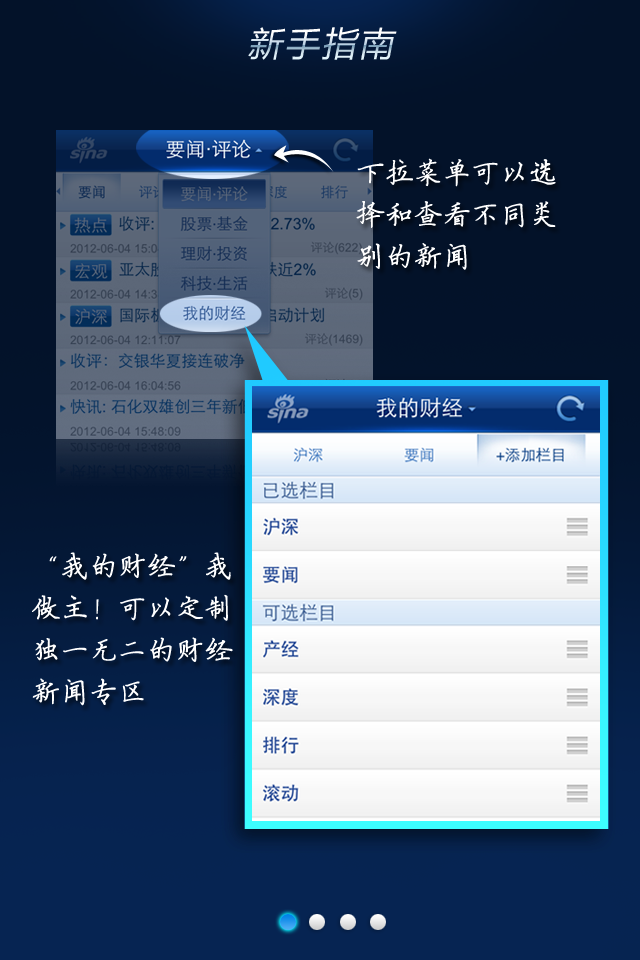 新手指南
sina
要闻·评论
要闻
评
度
排行
要闻·评论
股票·基金
理财·投资
科技·生活
我的财经
热点 收评:
2.73%
2012-06-04 15:0
评论(622)
宏观 亚太股
跌近2%
2012-06-04 14:3
评论(5)
沪深 国际板
启动计划
2012-06-04 12:11:07
评论(1469)
收评：交银华夏接连破净
2012-06-04 16:04:56
快讯: 石化双雄创三年新低
2012-06-04 15:48:09
下拉菜单可以选
择和查看不同类
别的新闻
sina
我的财经
沪深
要闻
+添加栏目
已选栏目
沪深
要闻
可选栏目
产经
深度
排行
滚动
“我的财经”我
做主！可以定制
独一无二的财经
新闻专区